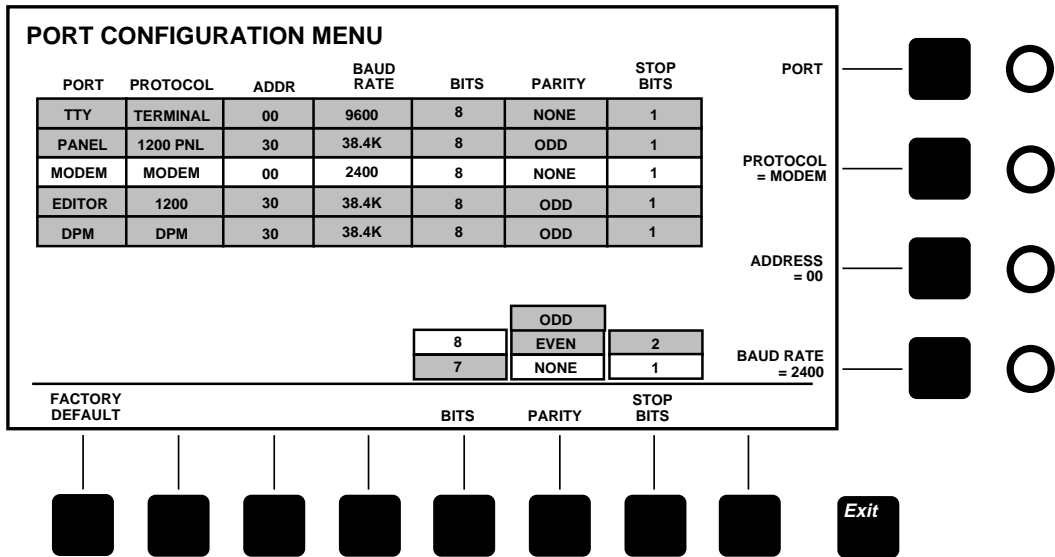 PORT CONFIGURATION MENU
PORT PROTOCOL ADDR BAUD RATE BITS PARITY STOP BITS
TTY TERMINAL 00 9600 8 NONE 1
PANEL 1200 PNL 30 38.4K 8 ODD 1
MODEM MODEM 00 2400 8 NONE 1
EDITOR 1200 30 38.4K 8 ODD 1
DPM DPM 30 38.4K 8 ODD 1
PORT
PROTOCOL
= MODEM
ADDRESS
= 00
ODD
8 EVEN 2
7 NONE 1
BAUD RATE
= 2400
FACTORY
DEFAULT
BITS PARITY STOP BITS
Exit